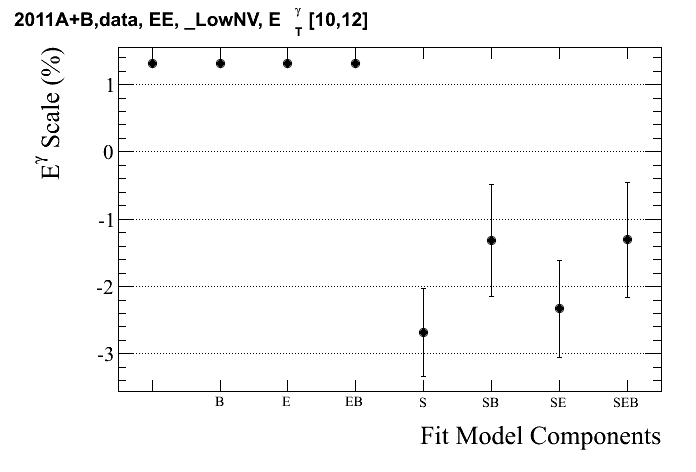 2011A+B,data, EE, _LowNV, E γ T [10,12]
E γ Scale (%)
1
0
-1
-2
-3
B E EB S SB SE SEB
Fit Model Components